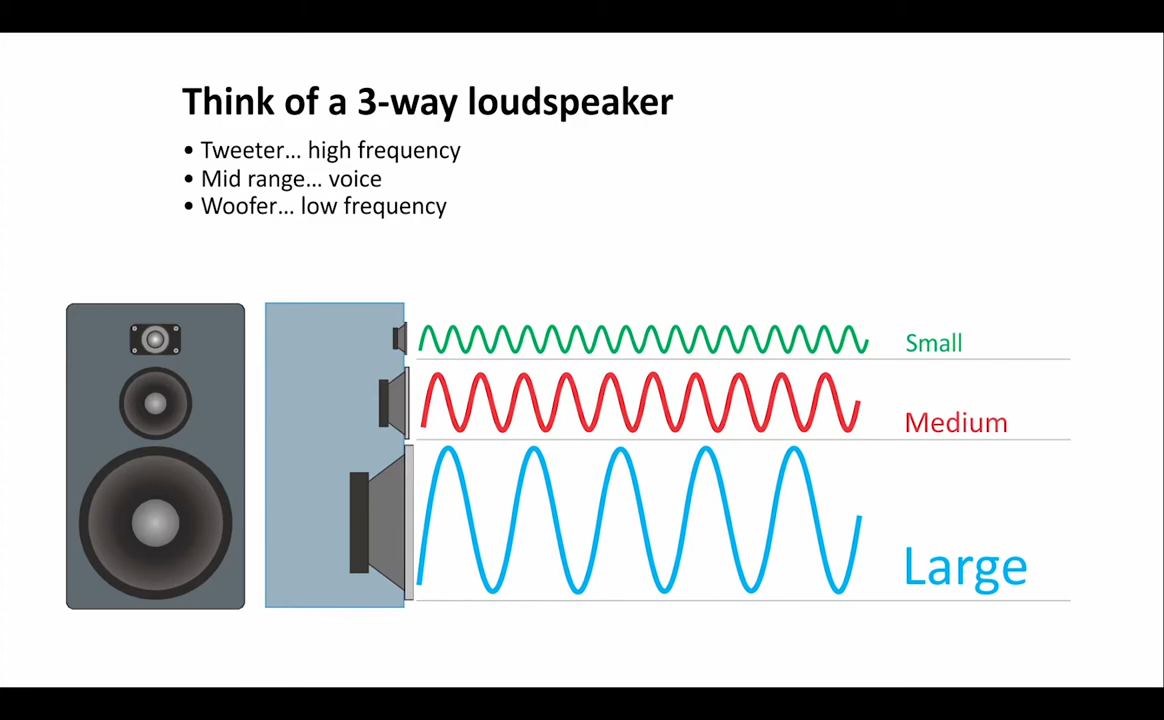 Think of a 3-way loudspeaker
• Tweeter... high frequency
• Mid range... voice
• Woofer... low frequency
Small
Medium
Large